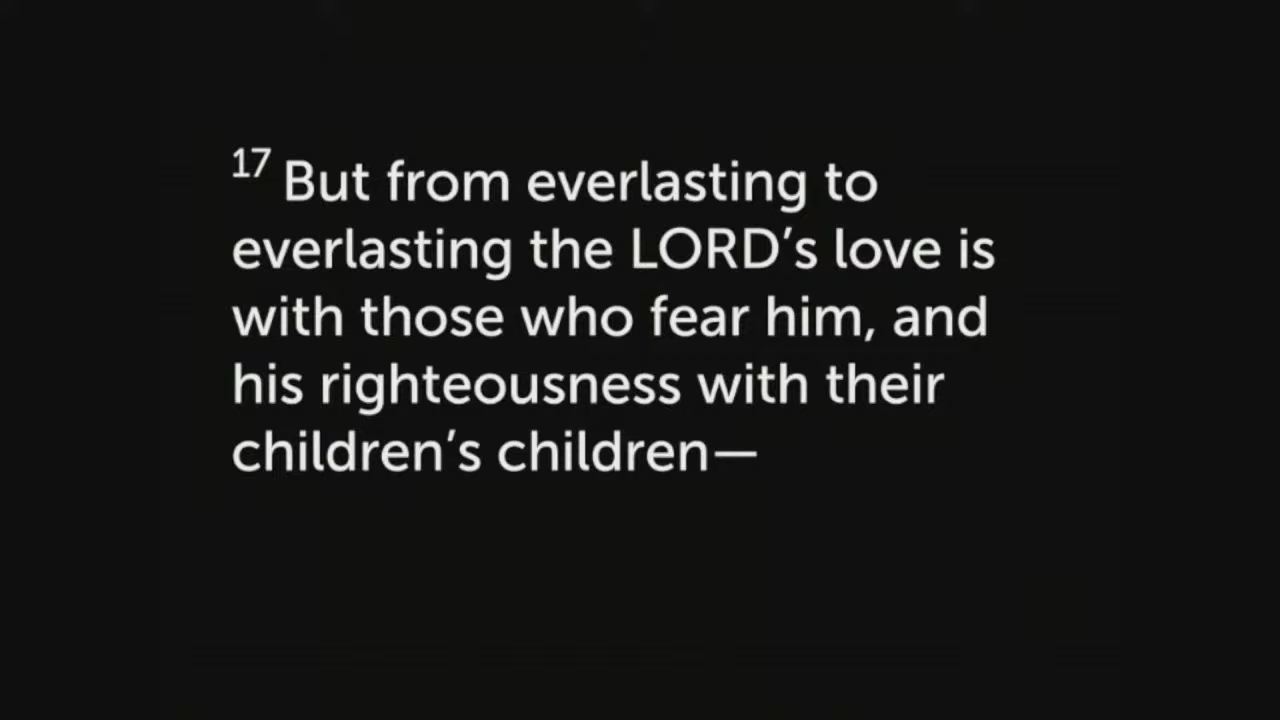 17 But from everlasting to
everlasting the LORD’s love is
with those who fear him, and
his righteousness with their
children’s children—